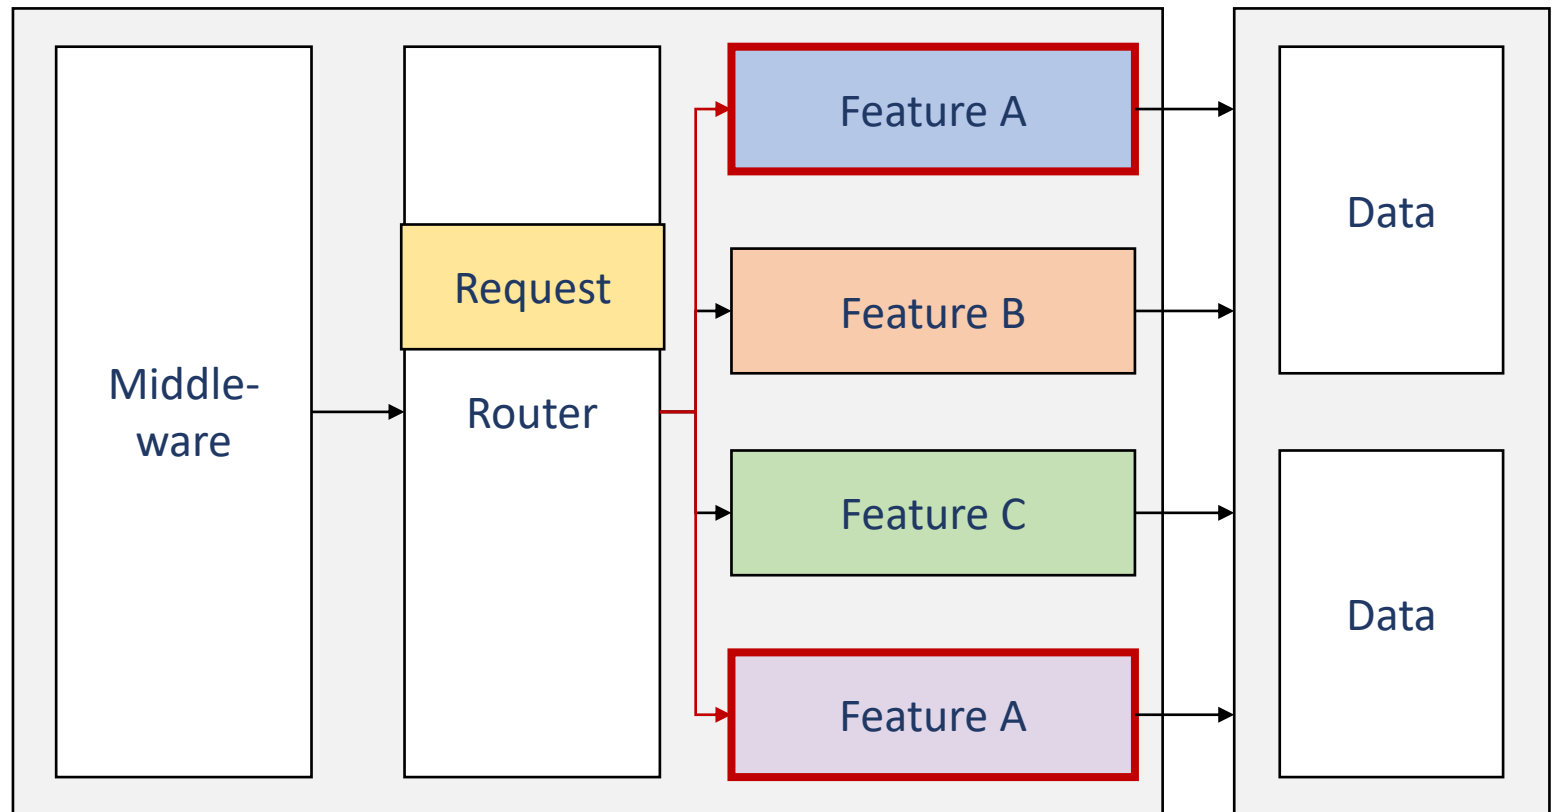 Middle-
ware
Request
Router
Feature A
Feature B
Feature C
Feature A
Data
Data